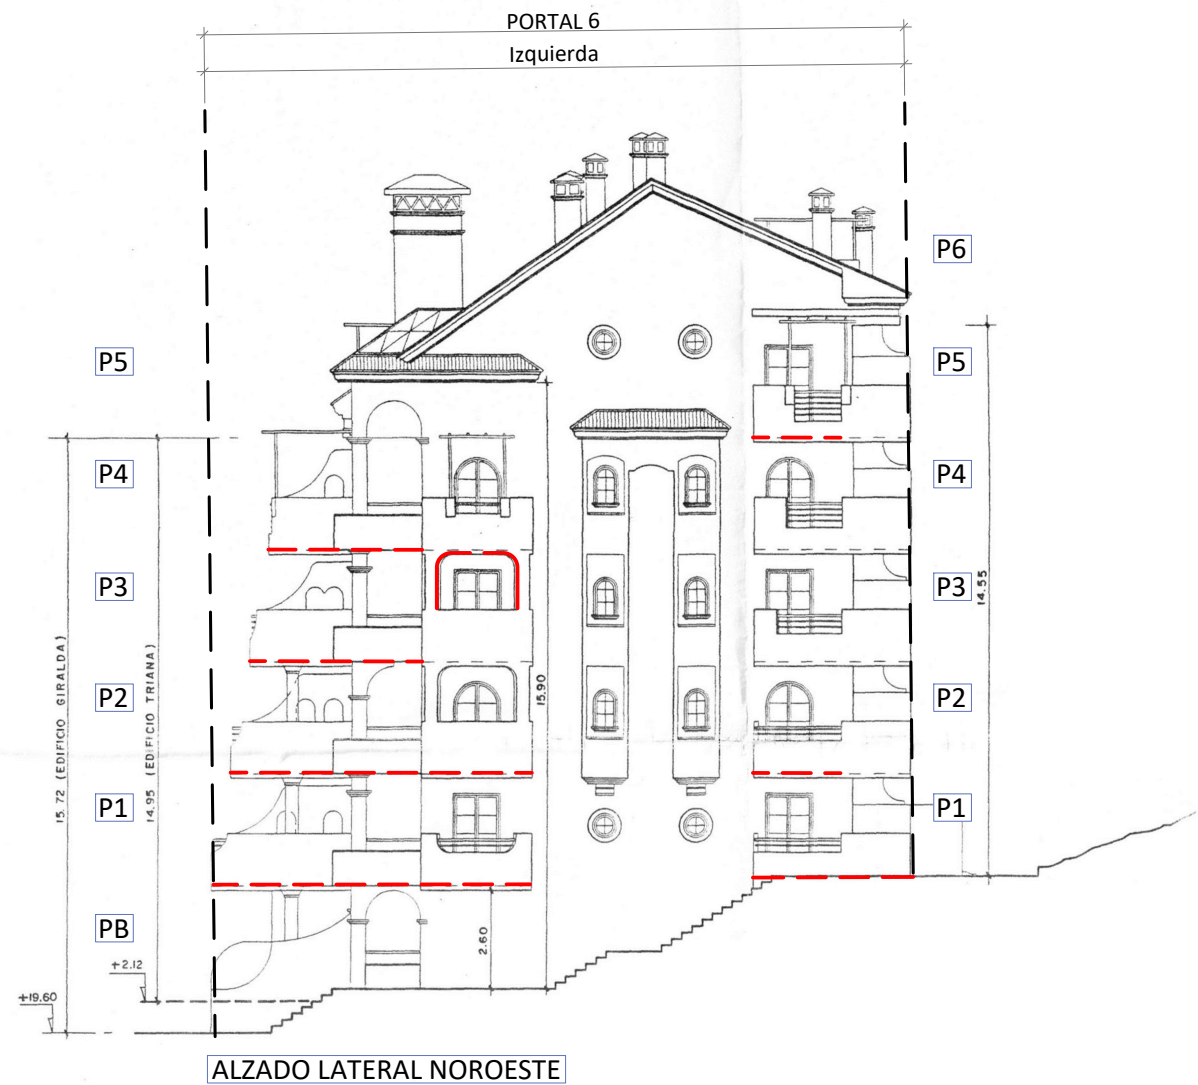 PORTAL 6
Izquierda
P6
P5
P5
P4
P4
P3
P3
14.55
15.72 (EDIFICIO GIRALDA)
14.95 (EDIFICIO TRIANA)
15.90
P2
P2
P1
P1
PB
2.60
+2.12
+19.60
ALZADO LATERAL NOROESTE